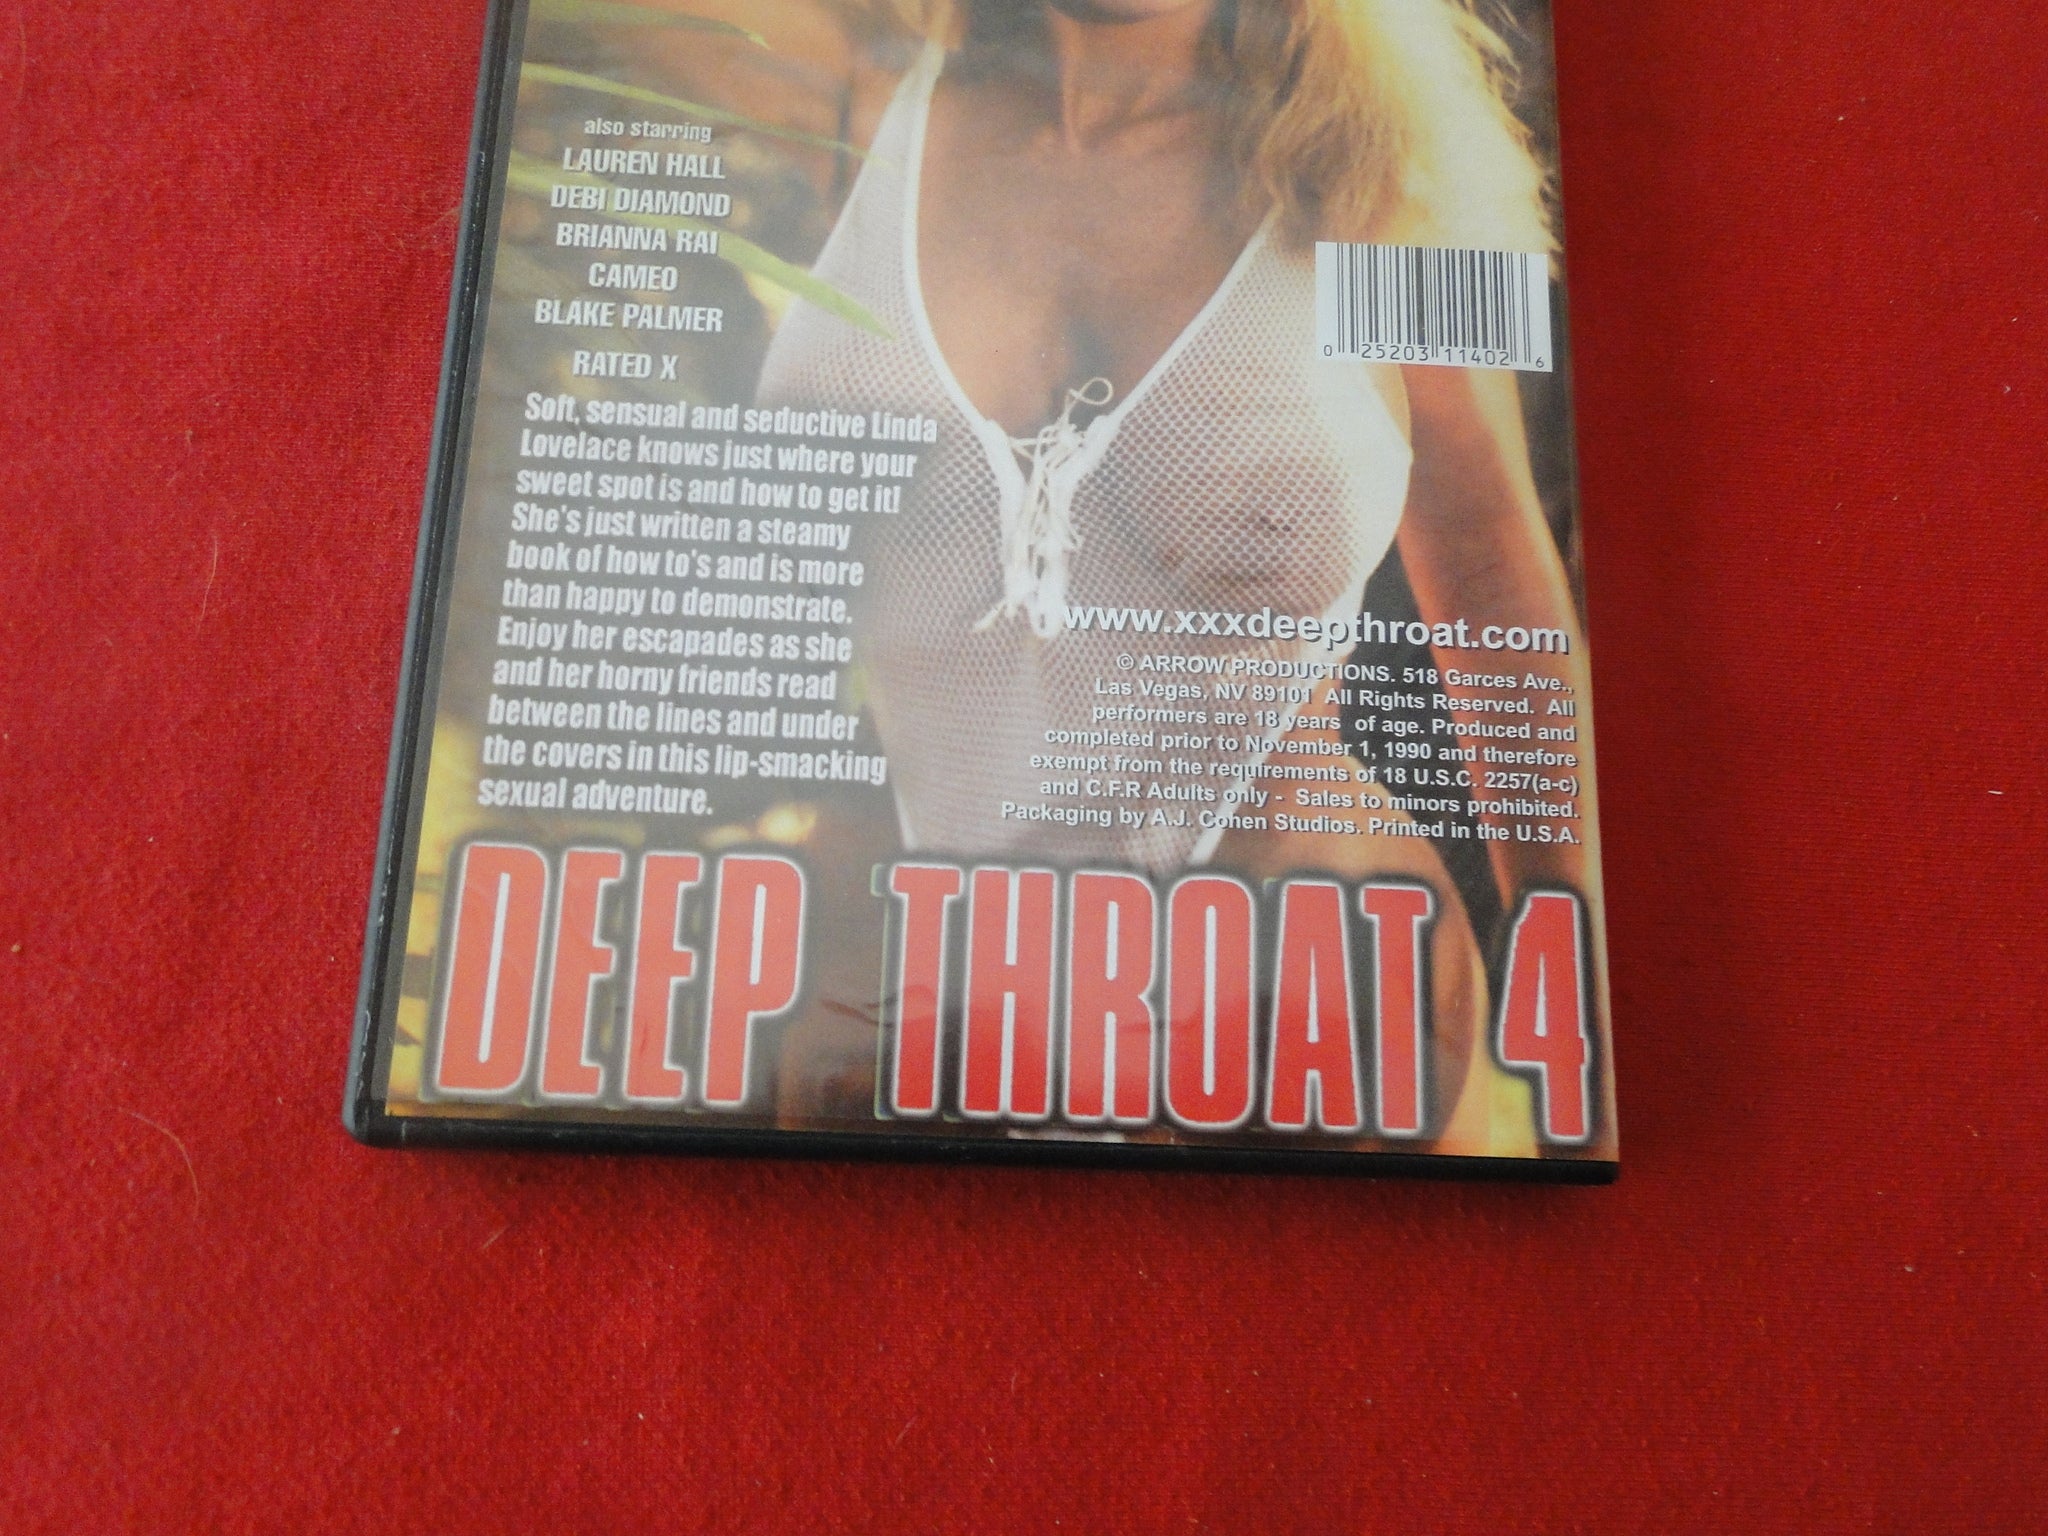 also starring
LAUREN HALL
DEBI DIAMOND
BRIANNA RAI
CAMEO
BLAKE PALMER
RATED X
Soft, sensual and seductive Linda
Lovelace knows just where your
sweet spot is and how to get it!
She's just written a steamy
book of how to's and is more
than happy to demonstrate.
Enjoy her escapades as she
and her horny friends read
between the lines and under
the covers in this lip-smacking
sexual adventure.
0 25203 11402 6
www.xxxdeepthroat.com
© ARROW PRODUCTIONS. 518 Garces Ave.,
Las Vegas, NV 89101 All Rights Reserved. All
performers are 18 years of age. Produced and
completed prior to November 1, 1990 and therefore
exempt from the requirements of 18 U.S.C. 2257(a-c)
and C.F.R Adults only - Sales to minors prohibited.
Packaging by A.J. Cohen Studios. Printed in the U.S.A.
DEEP THROAT 4